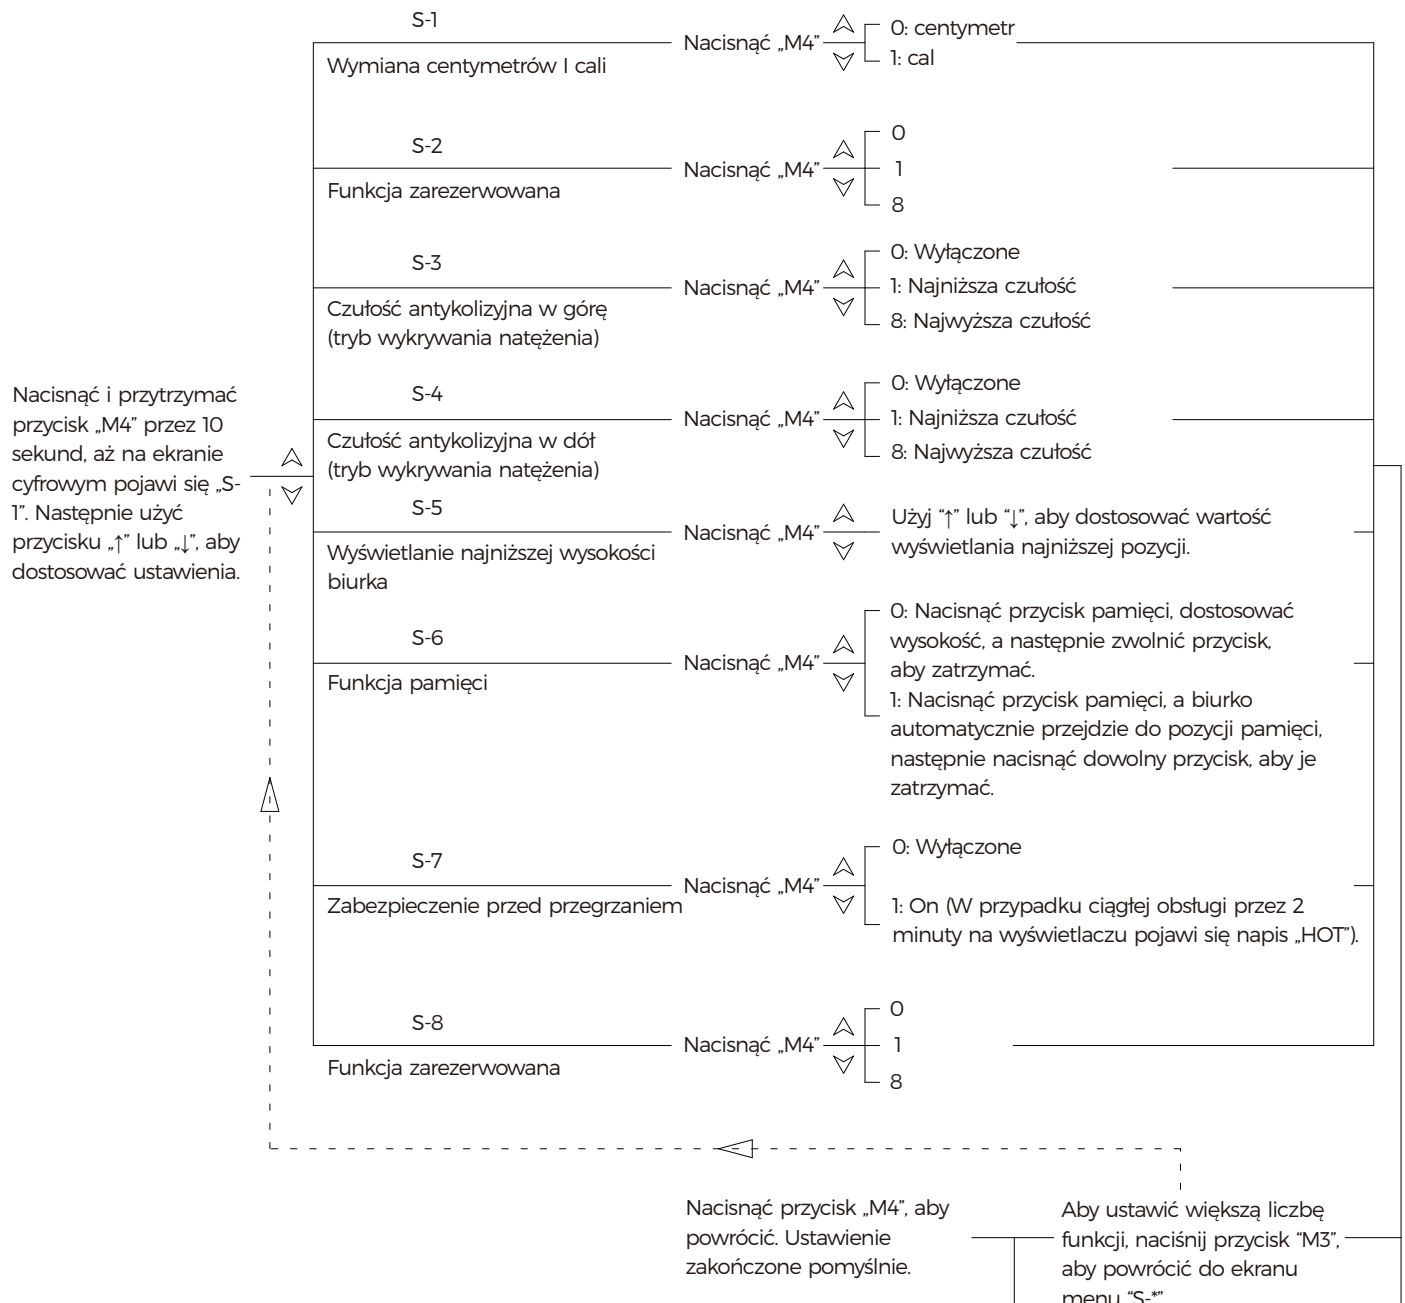 S-1
Nacisnąć „M4”
0: centymetr
1: cal
Wymiana centymetrów I cali
S-2
Nacisnąć „M4”
0
1
8
Funkcja zarezerwowana
S-3
Nacisnąć „M4”
0: Wyłączone
1: Najniższa czułość
8: Najwyższa czułość
Czułość antykolizyjna w górę
(tryb wykrywania natężenia)
Nacisnąć i przytrzymać
przycisk „M4” przez 10
sekund, aż na ekranie
cyfrowym pojawi się „S-
1”. Następnie użyć
przycisku „↑” lub „↓”, aby
dostosować ustawienia.
S-4
Nacisnąć „M4”
0: Wyłączone
1: Najniższa czułość
8: Najwyższa czułość
Czułość antykolizyjna w dół
(tryb wykrywania natężenia)
S-5
Nacisnąć „M4”
Użyj “↑” lub “↓”, aby dostosować wartość
wyświetlania najniższej pozycji.
Wyświetlanie najniższej wysokości
biurka
S-6
Nacisnąć „M4”
0: Nacisnąć przycisk pamięci, dostosować
wysokość, a następnie zwolnić przycisk,
aby zatrzymać.
1: Nacisnąć przycisk pamięci, a biurko
automatycznie przejdzie do pozycji pamięci,
następnie nacisnąć dowolny przycisk, aby je
zatrzymać.
Funkcja pamięci
S-7
Nacisnąć „M4”
0: Wyłączone
1: On (W przypadku ciągłej obsługi przez 2
minuty na wyświetlaczu pojawi się napis „HOT”).
Zabezpieczenie przed przegrzaniem
S-8
Nacisnąć „M4”
0
1
8
Funkcja zarezerwowana
Nacisnąć przycisk „M4”, aby
powrócić. Ustawienie
zakończone pomyślnie.
Aby ustawić większą liczbę
funkcji, naciśnij przycisk “M3”,
aby powrócić do ekranu
menu “S-*”